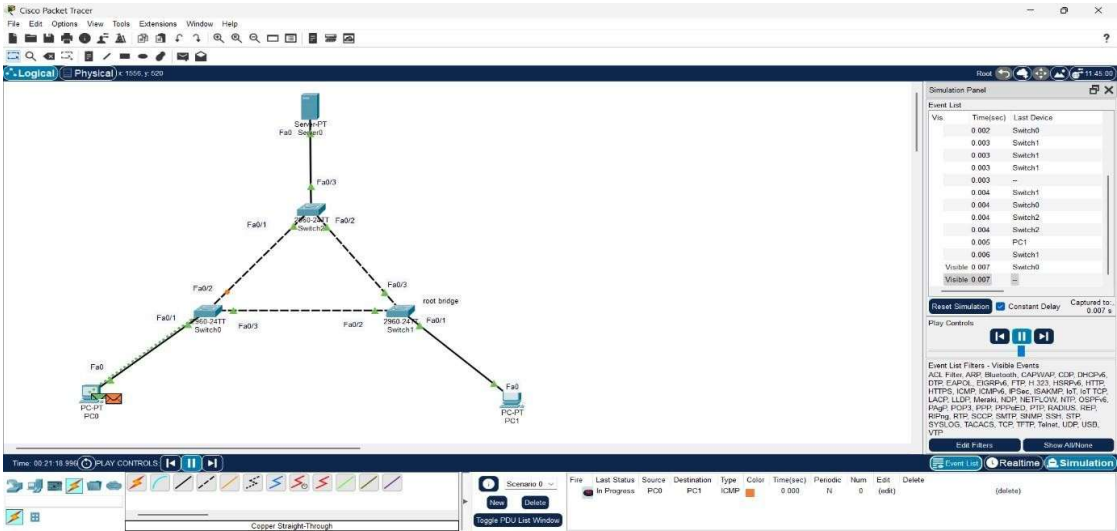 Cisco Packet Tracer
File Edit Options View Tools Extensions Window Help
?
Logical Physical x: 1556, y: 520
Root 11:45:00
Simulation Panel
Event List
Vis. Time(sec) Last Device
0.002 Switch0
0.003 Switch1
0.003 Switch1
0.003 Switch1
0.003 --
0.004 Switch1
0.004 Switch0
0.004 Switch2
0.004 Switch2
0.005 PC1
0.006 Switch1
Visible 0.007 Switch0
Visible 0.007 --
Reset Simulation Constant Delay Captured to:
0.007 s
Play Controls
Event List Filters - Visible Events
ACL Filter, ARP, Bluetooth, CAPWAP, CDP, DHCPv6,
DTP, EAPOL, EIGRPv6, FTP, H.323, HSRPv6, HTTP,
HTTPS, ICMP, ICMPv6, IPSec, ISAKMP, IoT, IoT TCP,
LACP, LLDP, Meraki, NDP, NETFLOW, NTP, OSPFv6,
PAgP, POP3, PPP, PPPoED, PTP, RADIUS, REP,
RIPng, RTP, SCCP, SMTP, SNMP, SSH, STP,
SYSLOG, TACACS, TCP, TFTP, Telnet, UDP, USB,
VTP
Edit Filters Show All/None
Event List Realtime Simulation
Server-PT
Fa0 Server0
Fa0/3
2960-24TT
Switch2
Fa0/1 Fa0/2
Fa0/2 Fa0/3
root bridge
Fa0/1 2960-24TT Fa0/3 Fa0/2 2960-24TT Fa0/1
Switch0 Switch1
Fa0 Fa0
PC-PT PC-PT
PC0 PC1
Time: 00:21:18.996 PLAY CONTROLS:
Copper Straight-Through
Scenario 0
New Delete
Toggle PDU List Window
Fire Last Status Source Destination Type Color Time(sec) Periodic Num Edit Delete
In Progress PC0 PC1 ICMP 0.000 N 0 (edit) (delete)